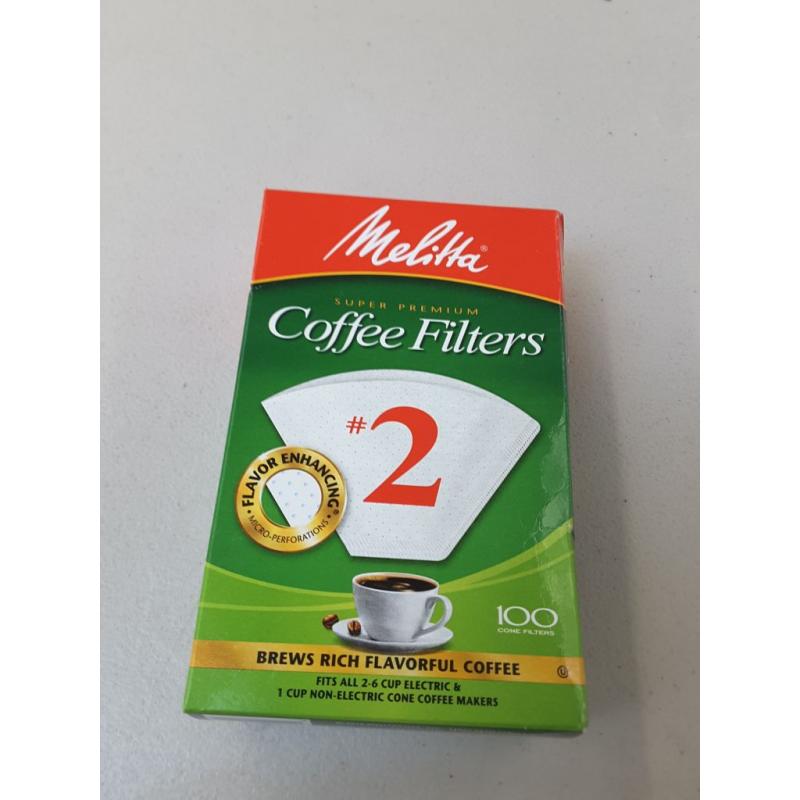 Melitta®
SUPER PREMIUM
Coffee Filters
#2
FLAVOR ENHANCING®
MICRO-PERFORATIONS
100
CONE FILTERS
BREWS RICH FLAVORFUL COFFEE
U
FITS ALL 2-6 CUP ELECTRIC &
1 CUP NON-ELECTRIC CONE COFFEE MAKERS